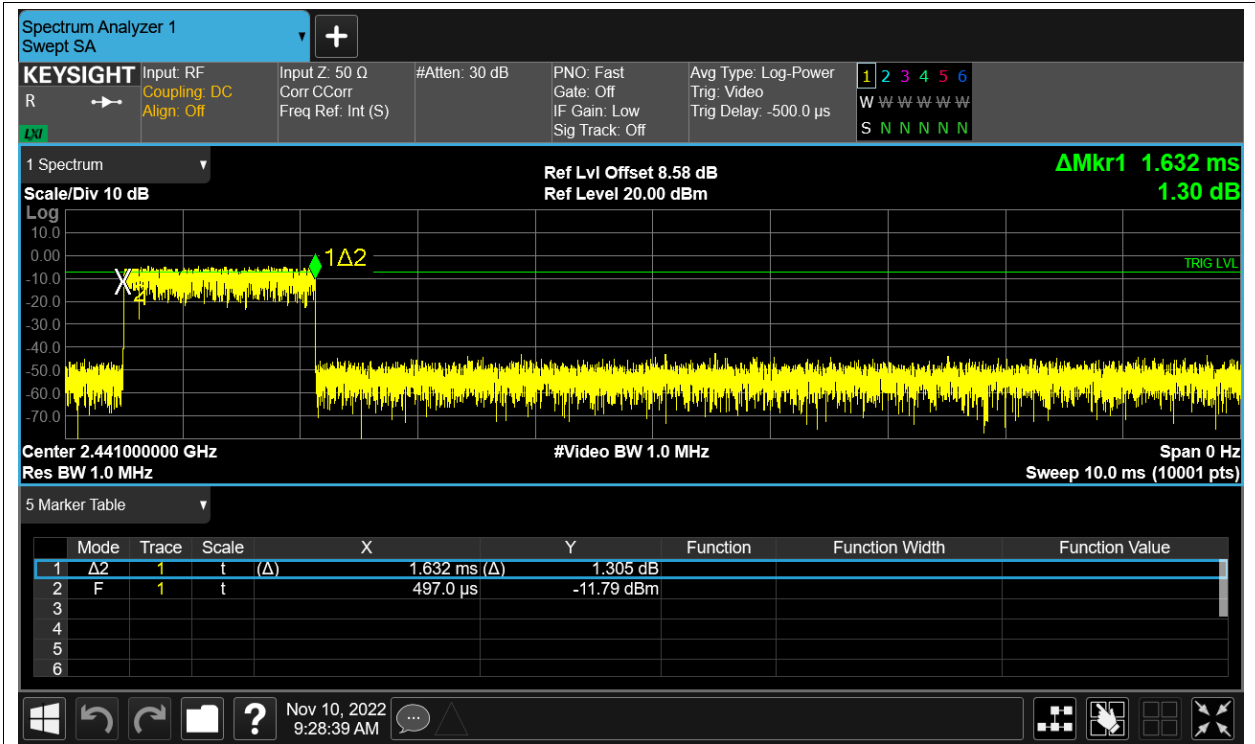 Spectrum Analyzer 1
Swept SA
KEYSIGHT
R
LXI
Input: RF
Coupling: DC
Align: Off
Input Z: 50 Ω
Corr CCorr
Freq Ref: Int (S)
#Atten: 30 dB
PNO: Fast
Gate: Off
IF Gain: Low
Sig Track: Off
Avg Type: Log-Power
Trig: Video
Trig Delay: -500.0 µs
1 2 3 4 5 6
W W W W W W
S N N N N N
1 Spectrum
Scale/Div 10 dB
Ref Lvl Offset 8.58 dB
Ref Level 20.00 dBm
ΔMkr1 1.632 ms
1.30 dB
Log
10.0
0.00
-10.0
-20.0
-30.0
-40.0
-50.0
-60.0
-70.0
1Δ2
2
TRIG LVL
Center 2.441000000 GHz
#Video BW 1.0 MHz
Span 0 Hz
Res BW 1.0 MHz
Sweep 10.0 ms (10001 pts)
5 Marker Table
Mode Trace Scale X Y Function Function Width Function Value
1 Δ2 1 t (Δ) 1.632 ms (Δ) 1.305 dB
2 F 1 t 497.0 µs -11.79 dBm
3
4
5
6
?
Nov 10, 2022
9:28:39 AM